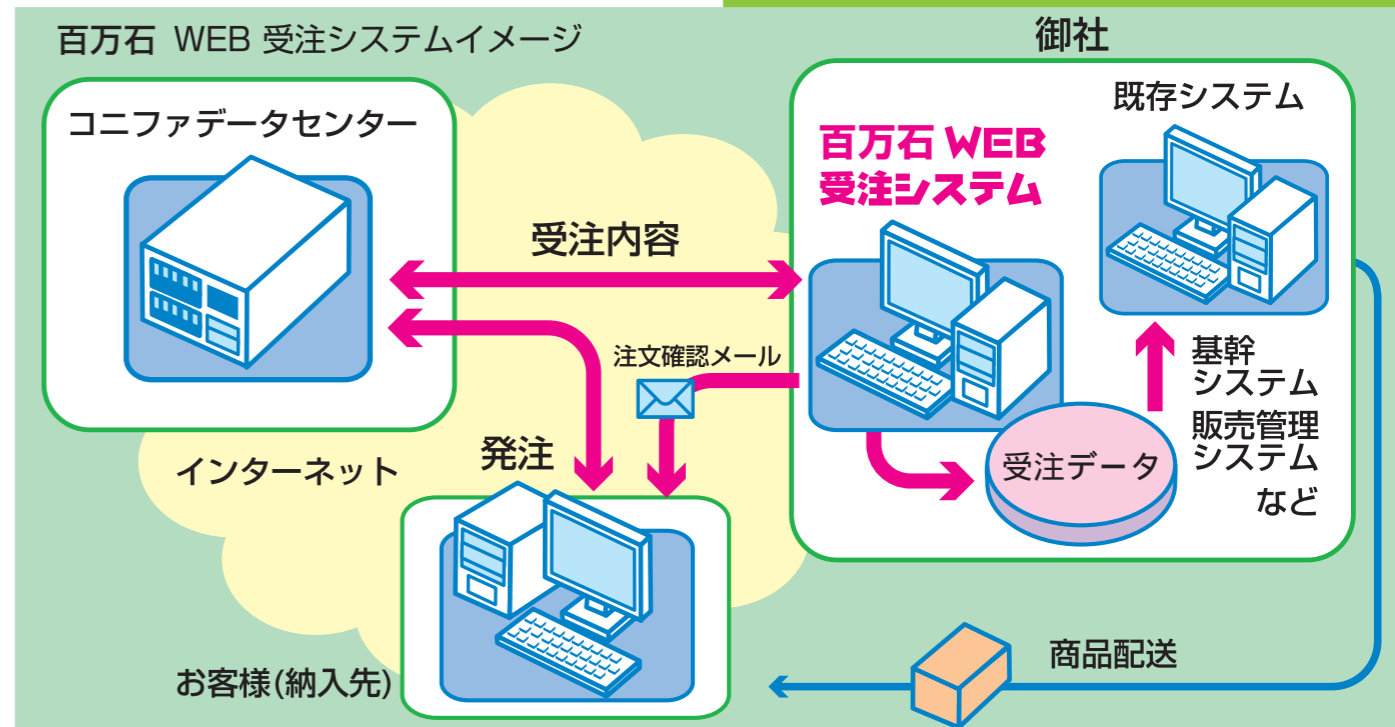 百万石 WEB 受注システムイメージ
御社
コニファデータセンター
既存システム
百万石 WEB
受注システム
受注内容
注文確認メール
基幹
システム
販売管理
システム
など
受注データ
発注
インターネット
お客様(納入先)
商品配送